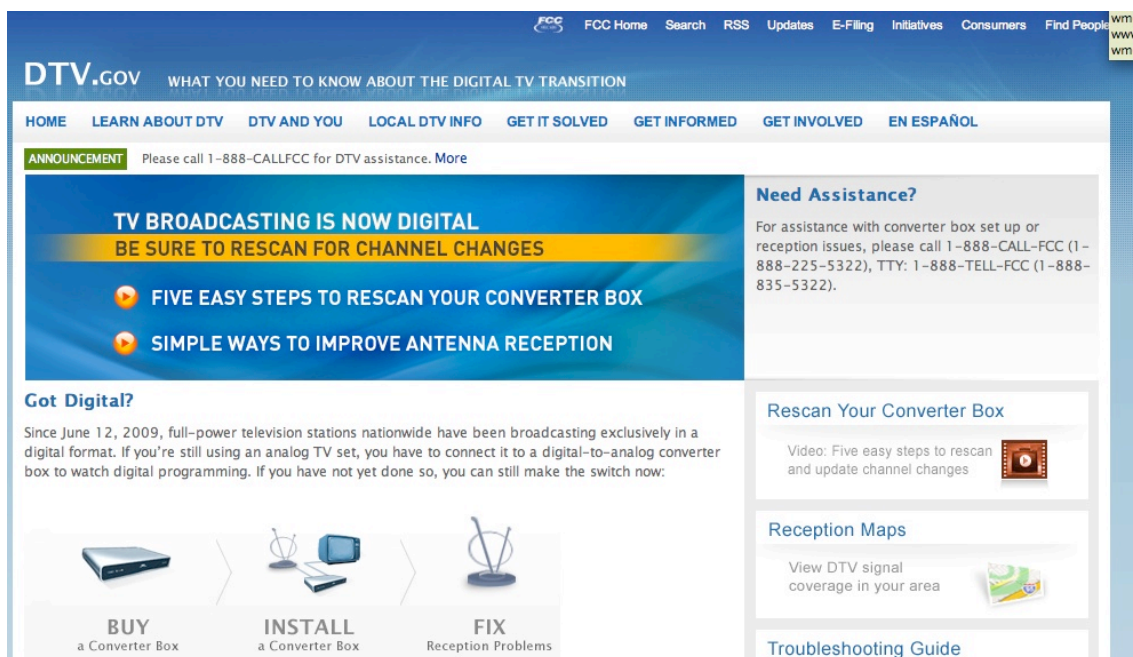 FCC FCC Home Search RSS Updates E-Filing Initiatives Consumers Find People
wm
www
wm
DTV.GOV WHAT YOU NEED TO KNOW ABOUT THE DIGITAL TV TRANSITION
HOME LEARN ABOUT DTV DTV AND YOU LOCAL DTV INFO GET IT SOLVED GET INFORMED GET INVOLVED EN ESPAÑOL
ANNOUNCEMENT Please call 1-888-CALLFCC for DTV assistance. More
TV BROADCASTING IS NOW DIGITAL
BE SURE TO RESCAN FOR CHANNEL CHANGES
FIVE EASY STEPS TO RESCAN YOUR CONVERTER BOX
SIMPLE WAYS TO IMPROVE ANTENNA RECEPTION
Need Assistance?
For assistance with converter box set up or
reception issues, please call 1-888-CALL-FCC (1-
888-225-5322), TTY: 1-888-TELL-FCC (1-888-
835-5322).
Got Digital?
Since June 12, 2009, full-power television stations nationwide have been broadcasting exclusively in a
digital format. If you're still using an analog TV set, you have to connect it to a digital-to-analog converter
box to watch digital programming. If you have not yet done so, you can still make the switch now:
BUY
a Converter Box
INSTALL
a Converter Box
FIX
Reception Problems
Rescan Your Converter Box
Video: Five easy steps to rescan
and update channel changes
Reception Maps
View DTV signal
coverage in your area
Troubleshooting Guide